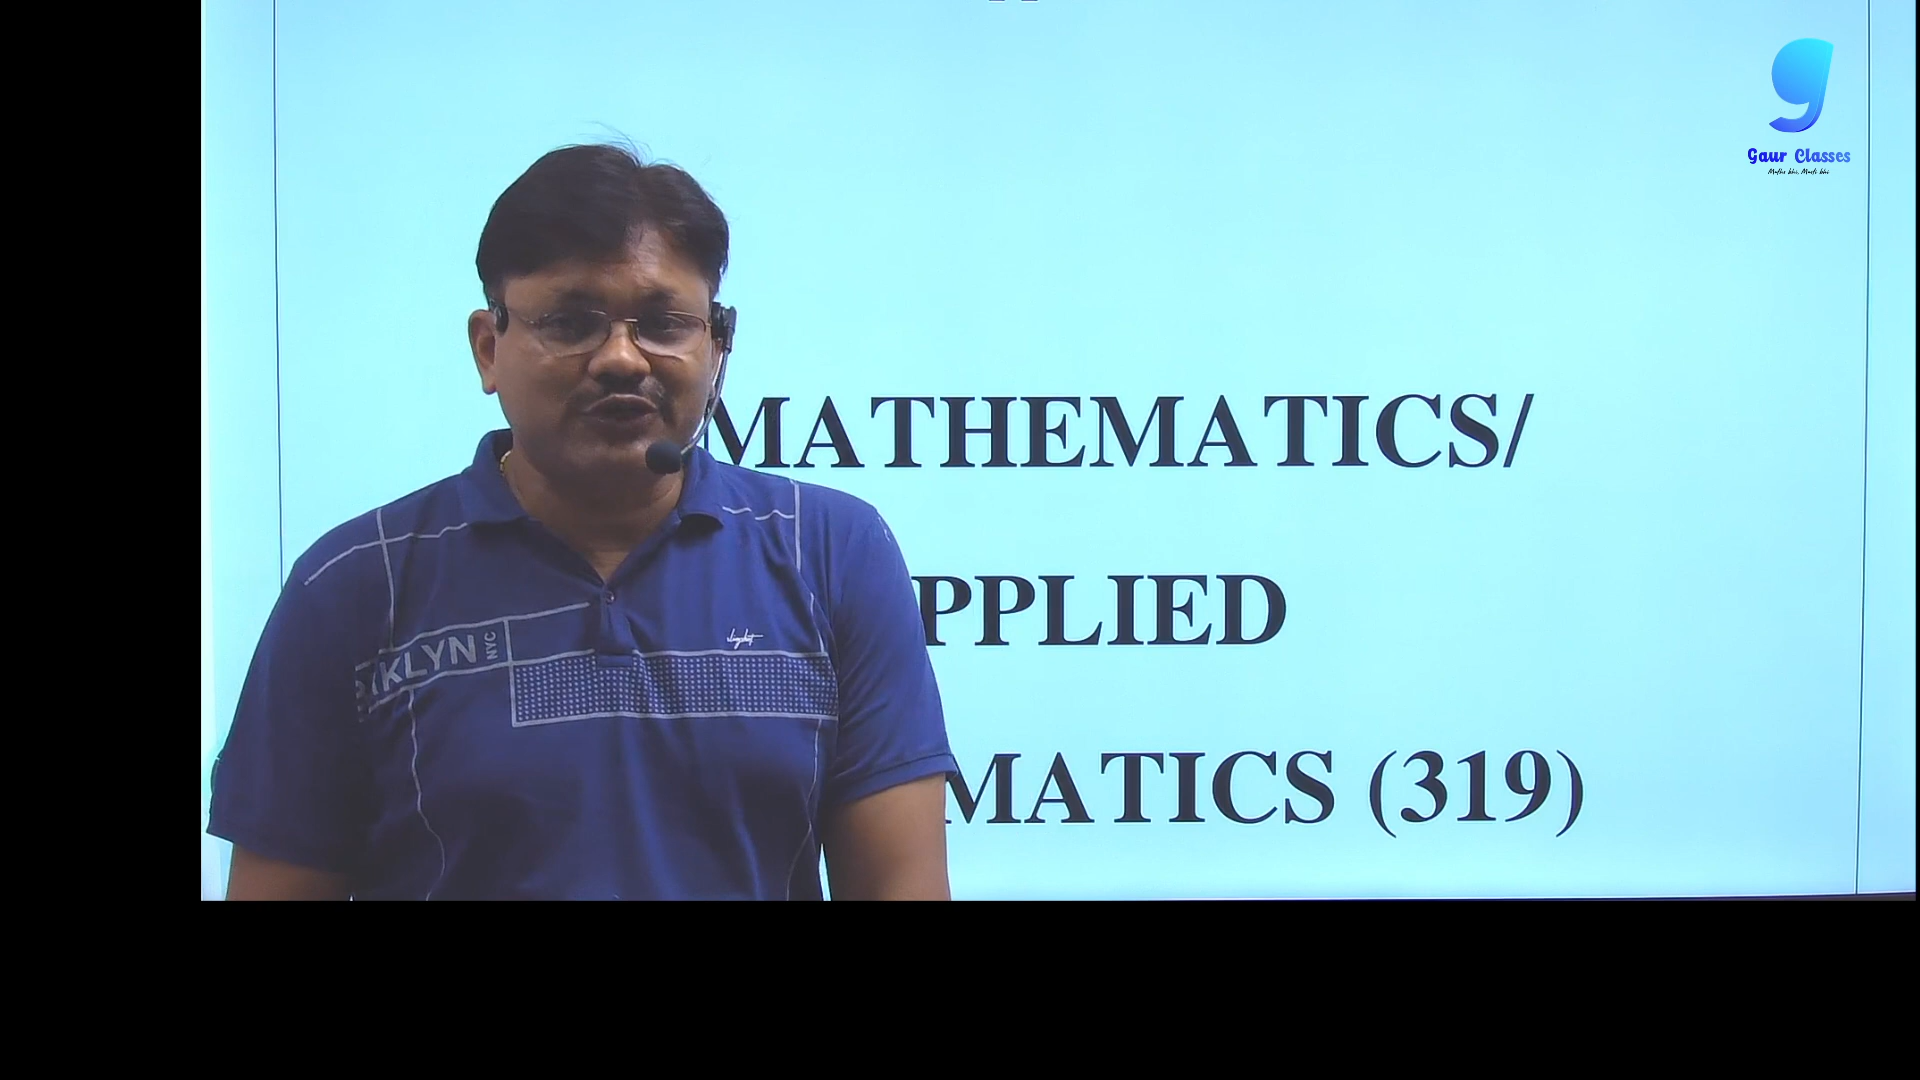 Gaur Classes
MATHEMATICS/
PPLIED
MATICS (319)
KLYN
NYC